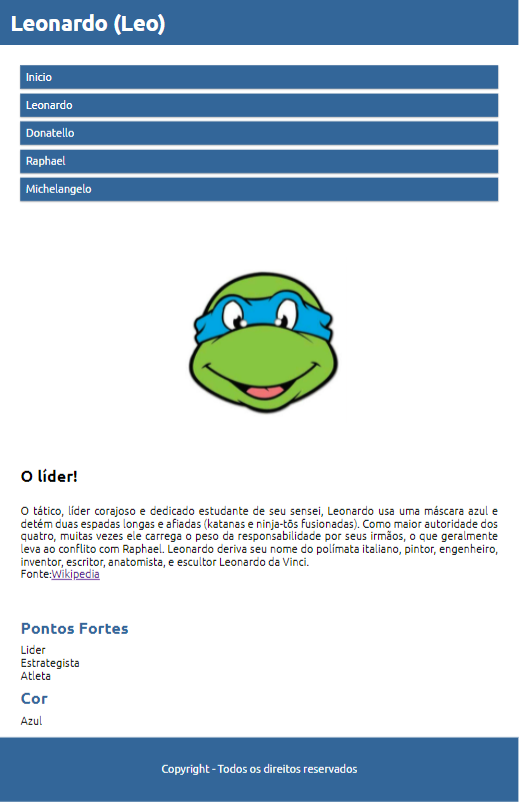 Leonardo (Leo)
Inicio
Leonardo
Donatello
Raphael
Michelangelo
O líder!
O tático, líder corajoso e dedicado estudante de seu sensei, Leonardo usa uma máscara azul e
detém duas espadas longas e afiadas (katanas e ninja-tōs fusionadas). Como maior autoridade dos
quatro, muitas vezes ele carrega o peso da responsabilidade por seus irmãos, o que geralmente
leva ao conflito com Raphael. Leonardo deriva seu nome do polímata italiano, pintor, engenheiro,
inventor, escritor, anatomista, e escultor Leonardo da Vinci.
Fonte:Wikipedia
Pontos Fortes
Lider
Estrategista
Atleta
Cor
Azul
Copyright - Todos os direitos reservados